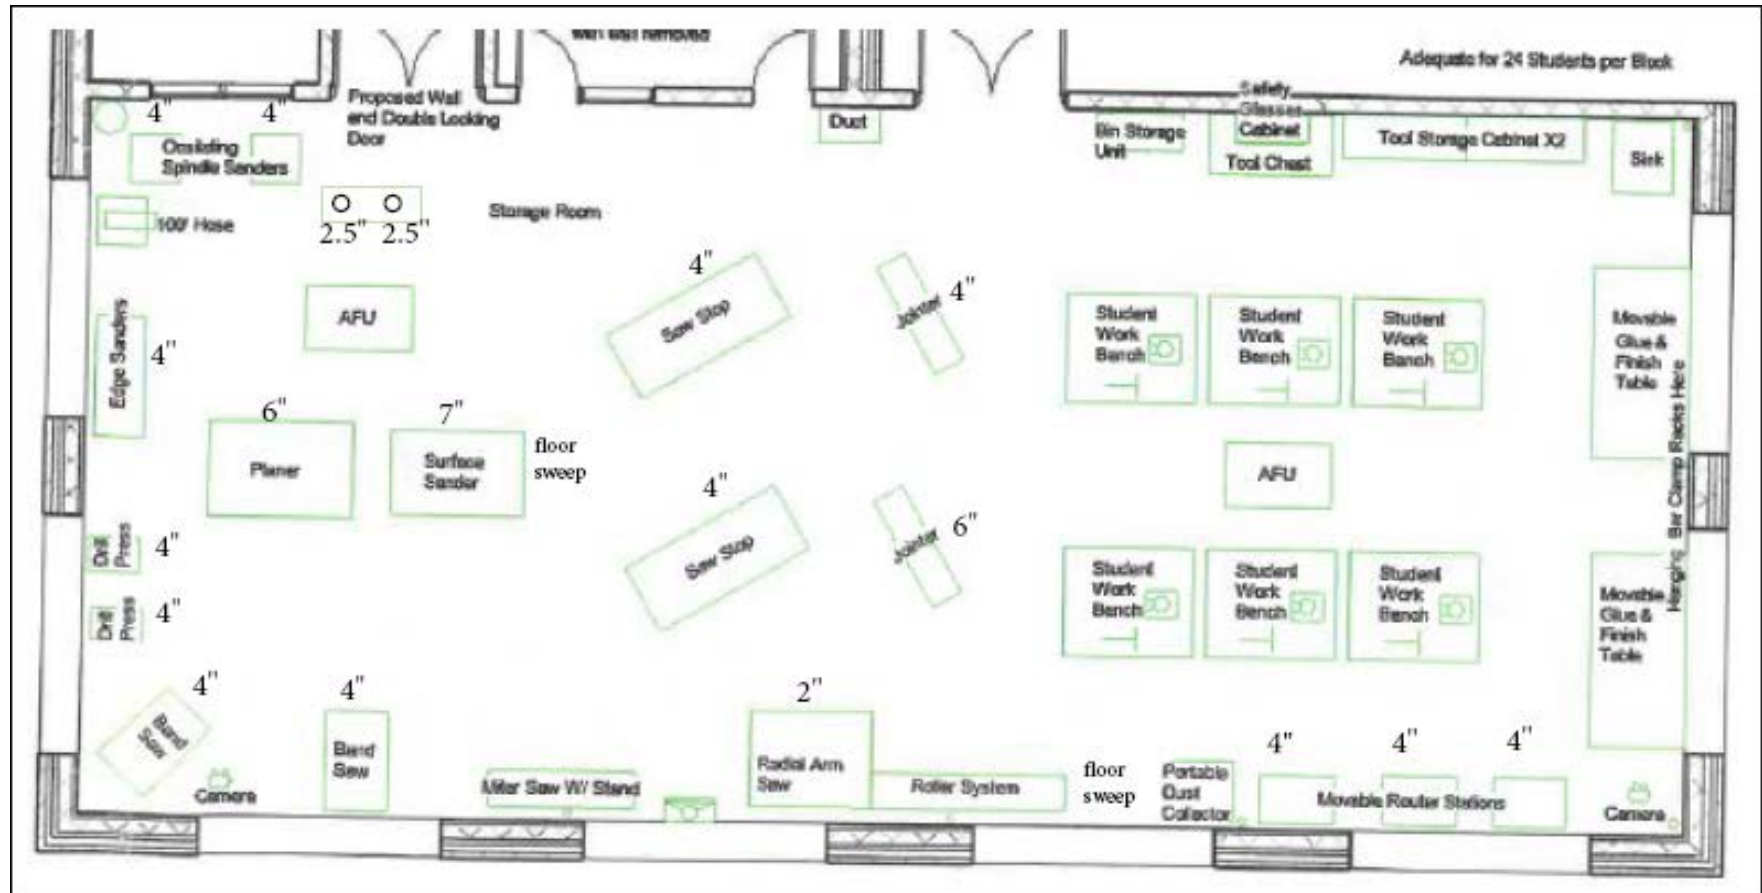 with wall removed
Adequate for 24 Students per Block
Proposed Wall
and Double Locking
Door
4"
4"
Oscilating
Spindle Sanders
Duct
Bin Storage
Unit
Safety
Glasses
Cabinet
Tool Chest
Tool Storage Cabinet X2
Sink
100' Hose
2.5"
2.5"
Storage Room
AFU
4"
Saw Stop
Jointer
4"
Student
Work
Bench
Student
Work
Bench
Student
Work
Bench
Movable
Glue &
Finish
Table
Edge Sanders
4"
6"
Planer
7"
Surface
Sander
floor
sweep
AFU
Hanging Bar Clamp Racks Here
Drill
Press
4"
Drill
Press
4"
4"
Saw Stop
Jointer
6"
Student
Work
Bench
Student
Work
Bench
Student
Work
Bench
Movable
Glue &
Finish
Table
4"
Band
Saw
Camera
4"
Band
Saw
Miter Saw W/ Stand
2"
Radial Arm
Saw
Roller System
floor
sweep
Portable
Dust
Collector
4"
4"
4"
Movable Router Stations
Camera